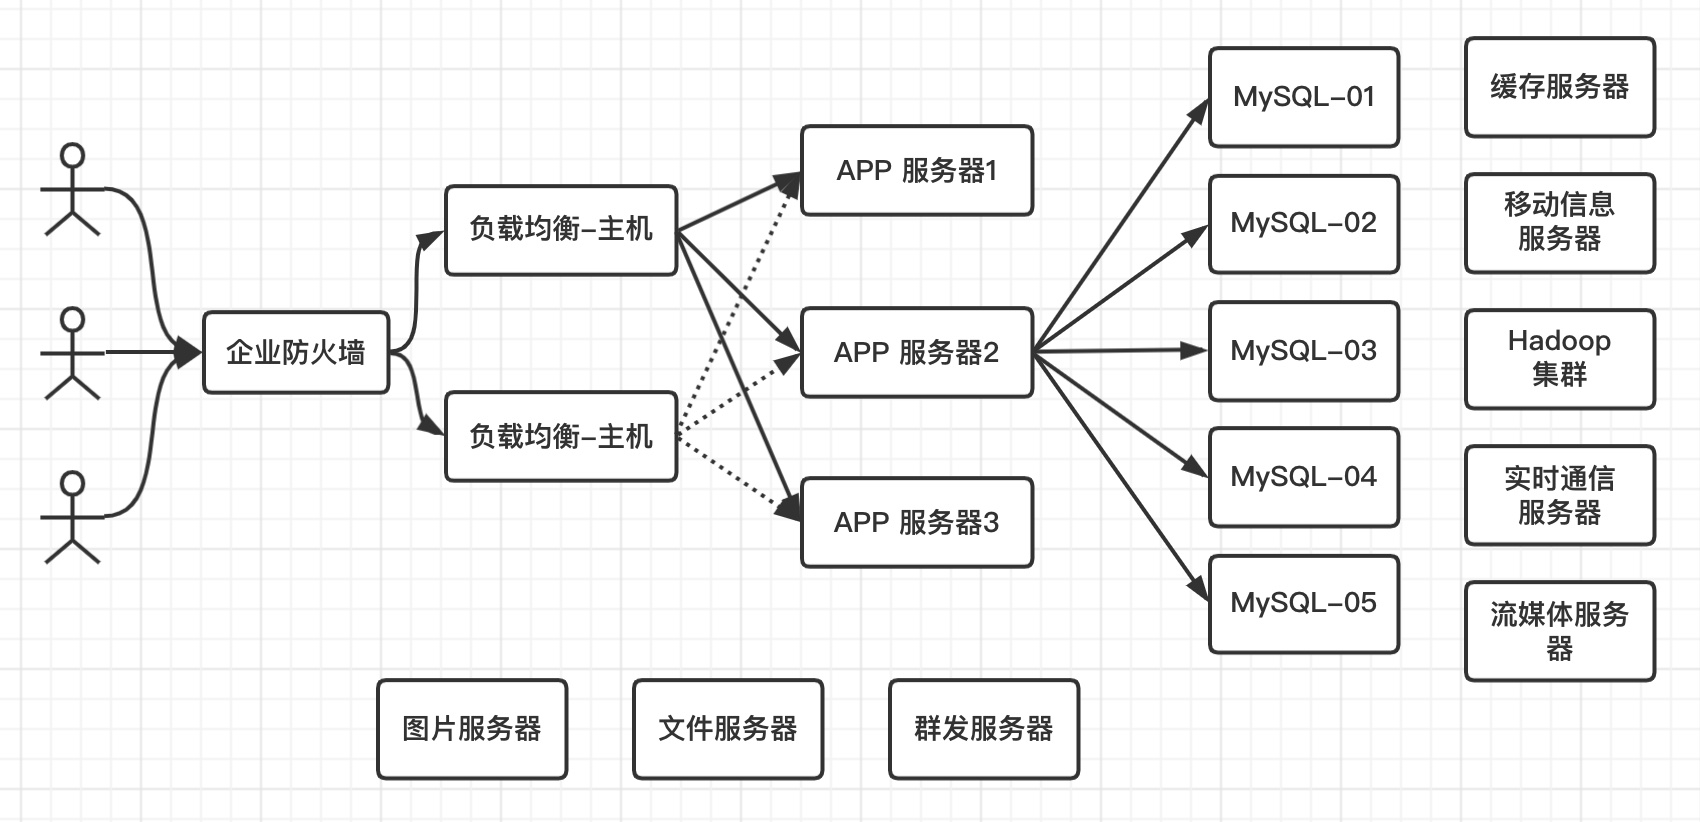 企业防火墙
负载均衡-主机
负载均衡-主机
APP 服务器1
APP 服务器2
APP 服务器3
MySQL-01
MySQL-02
MySQL-03
MySQL-04
MySQL-05
缓存服务器
移动信息
服务器
Hadoop
集群
实时通信
服务器
流媒体服务
器
图片服务器
文件服务器
群发服务器